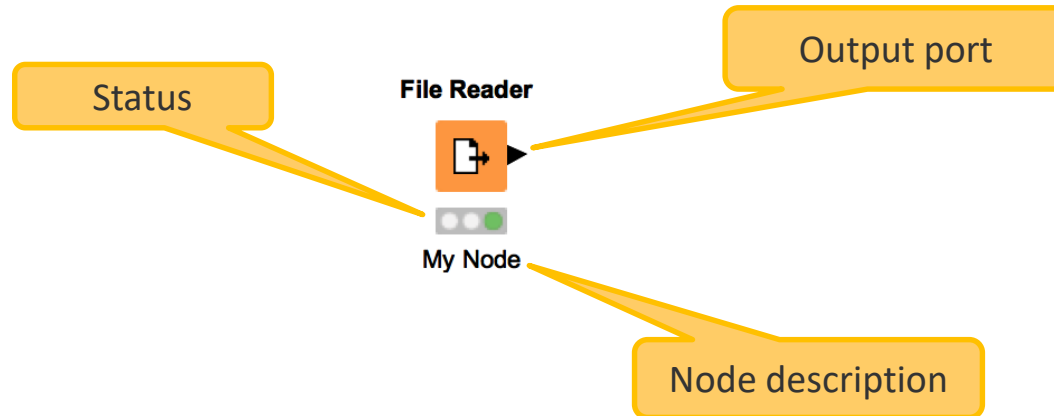 Output port
Status
File Reader
My Node
Node description